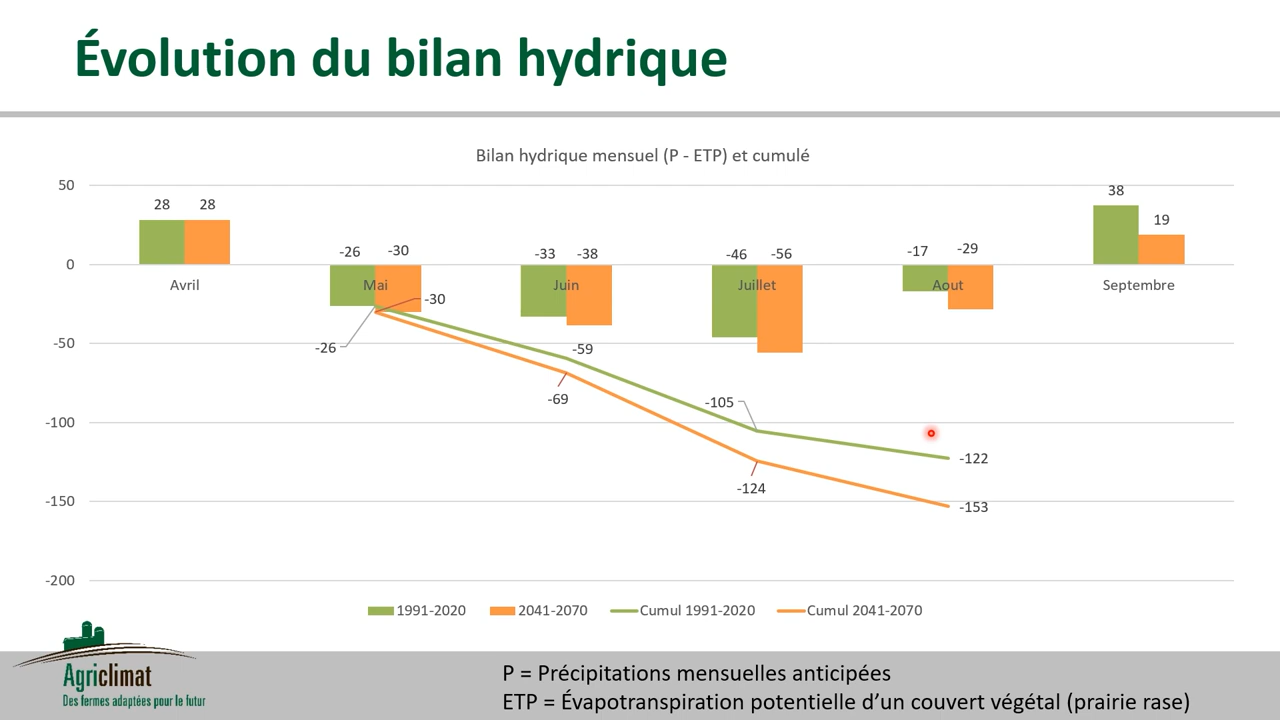 Évolution du bilan hydrique
Bilan hydrique mensuel (P - ETP) et cumulé
50
0
-50
-100
-150
-200
28 28
-26 -30
-33 -38
-46 -56
-17 -29
38 19
Avril Mai Juin Juillet Aout Septembre
-30
-26
-59
-69
-105
-124
-122
-153
1991-2020 2041-2070 Cumul 1991-2020 Cumul 2041-2070
Agriclimat
Des fermes adaptées pour le futur
P = Précipitations mensuelles anticipées
ETP = Évapotranspiration potentielle d’un couvert végétal (prairie rase)